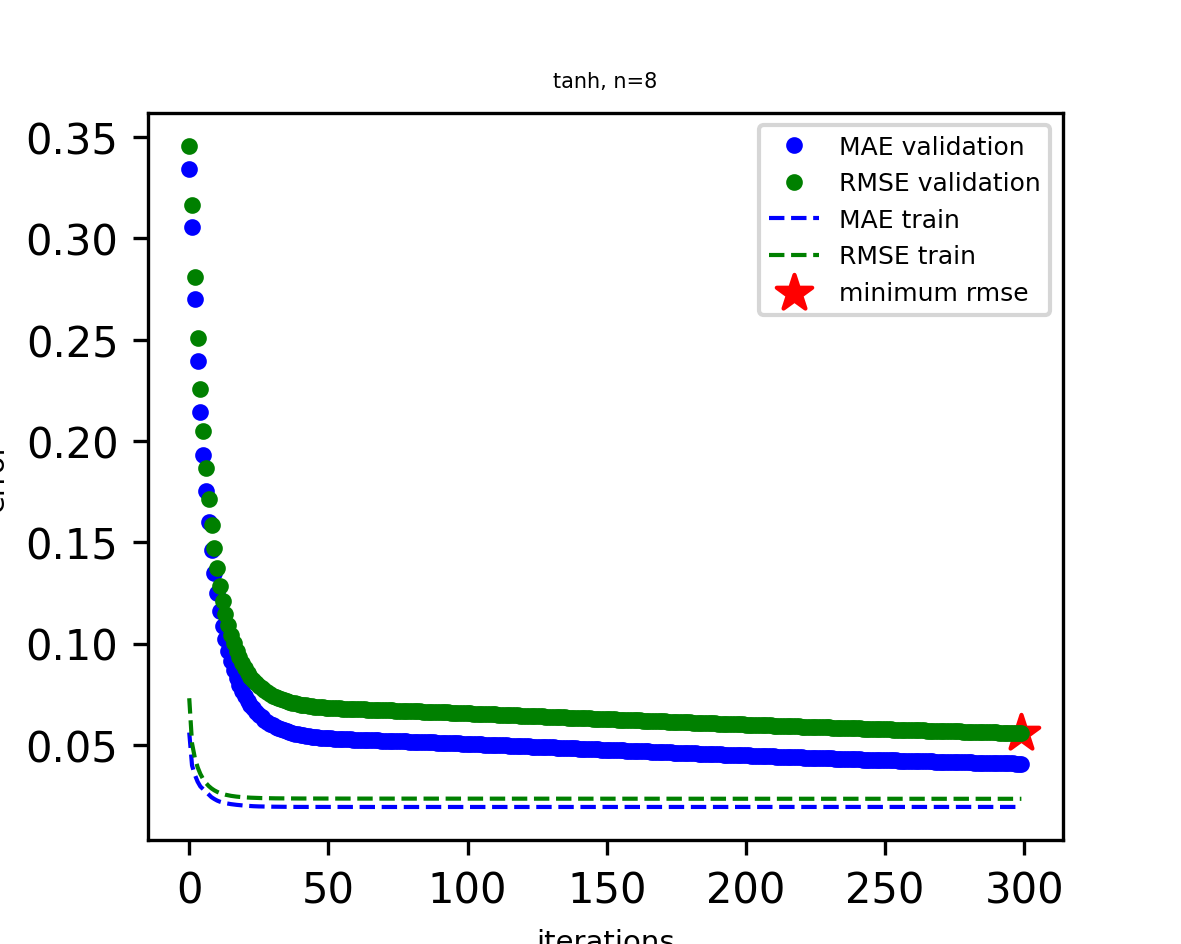 tanh, n=8
0.35
0.30
0.25
0.20
0.15
0.10
0.05
MAE validation
RMSE validation
MAE train
RMSE train
minimum rmse
0 50 100 150 200 250 300
iterations